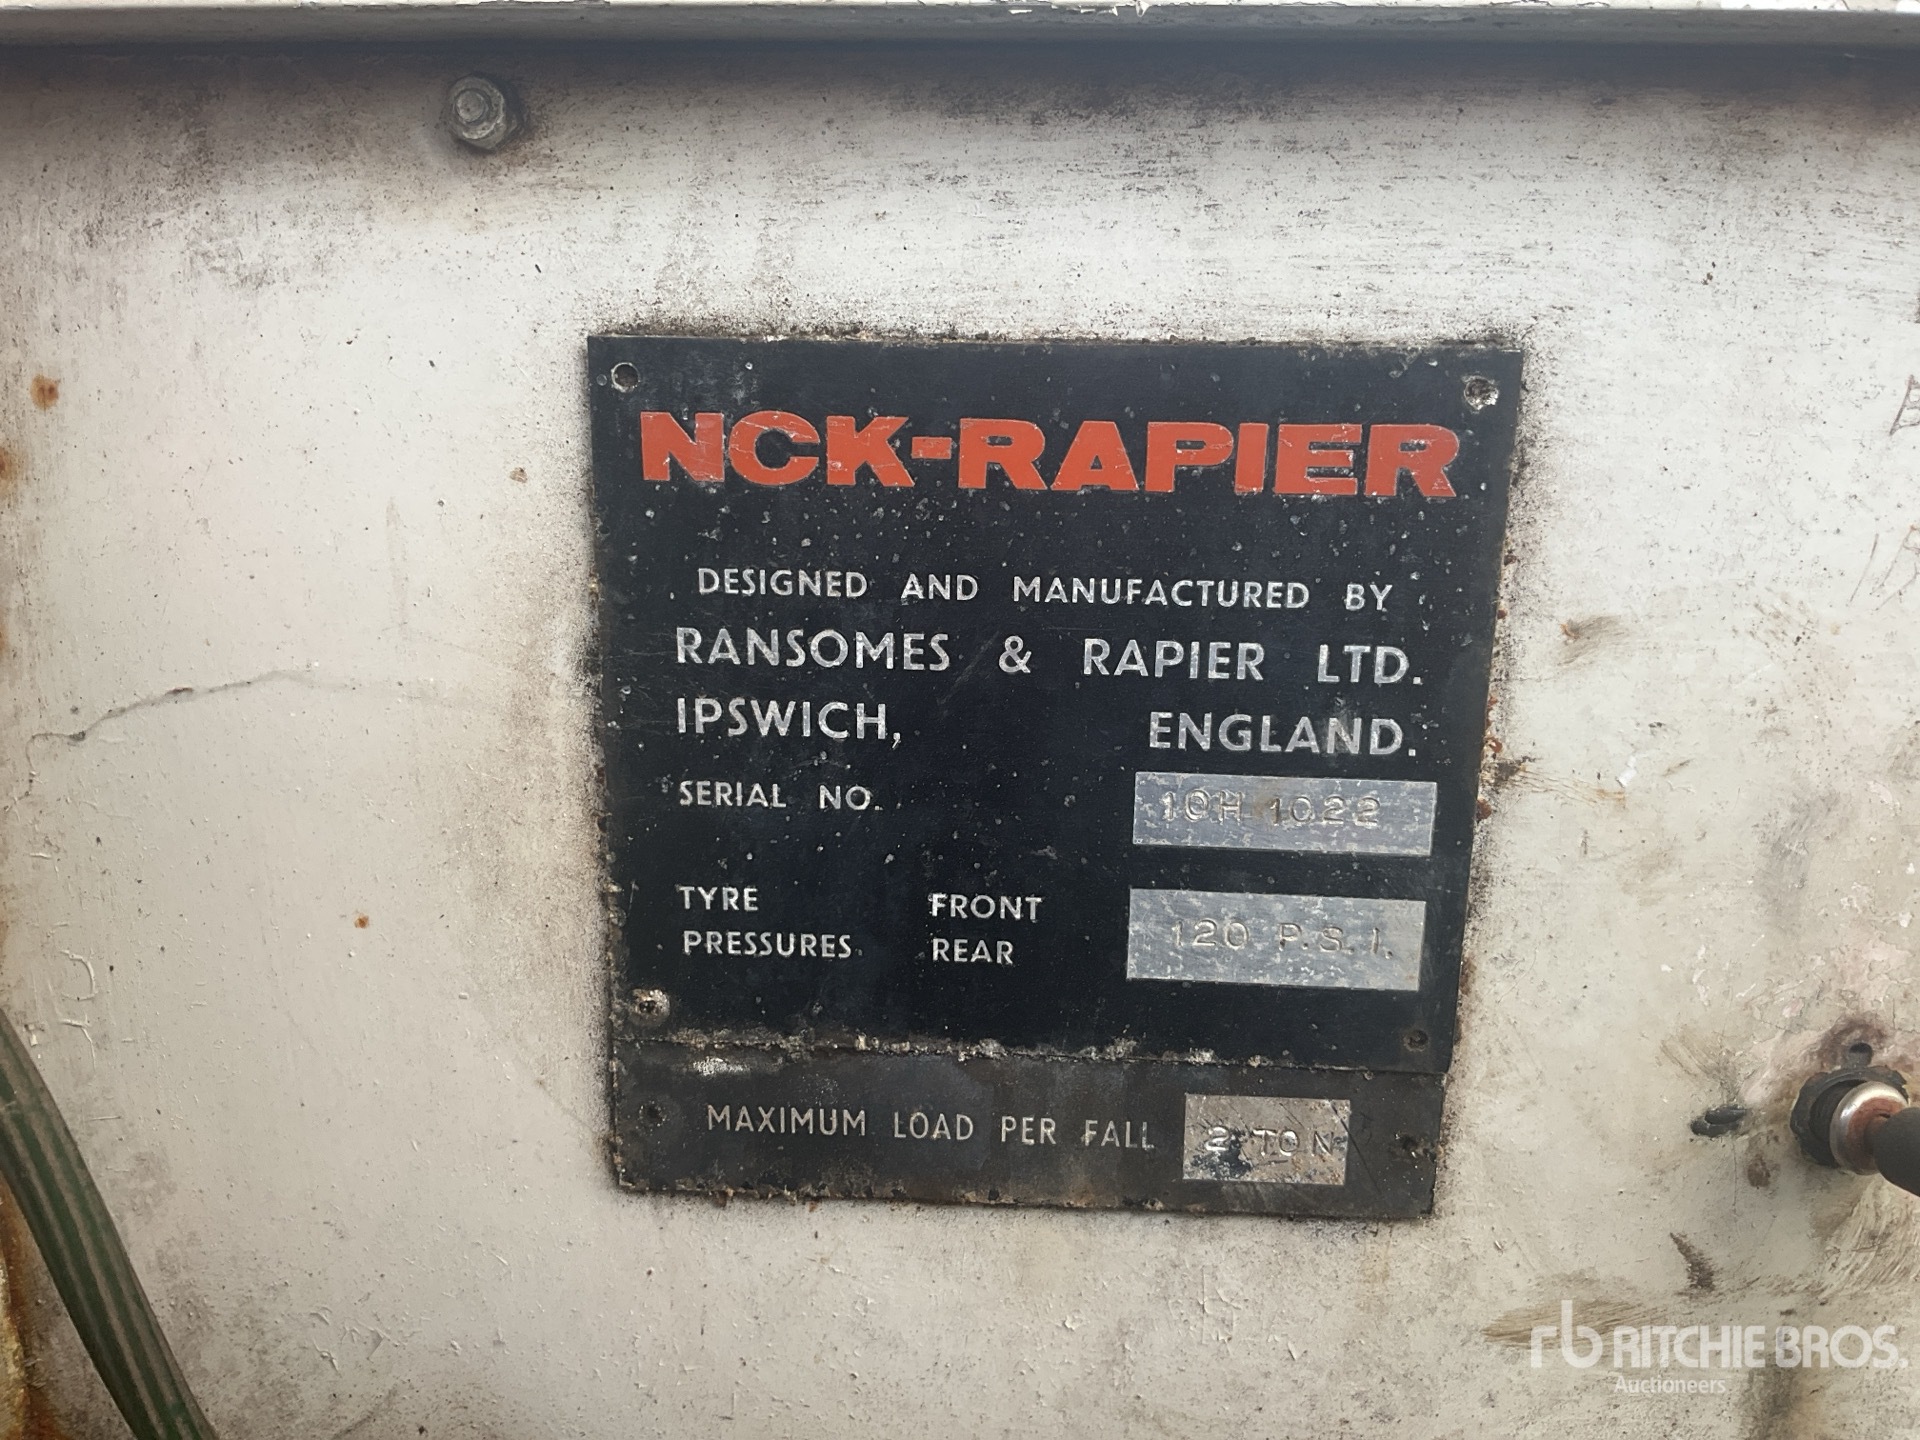 NCK-RAPIER
DESIGNED AND MANUFACTURED BY
RANSOMES & RAPIER LTD.
IPSWICH, ENGLAND.
SERIAL NO. 10H 1022
TYRE PRESSURES FRONT REAR 120 P.S.I.
MAXIMUM LOAD PER FALL 2 TON
rb RITCHIE BROS.
Auctioneers